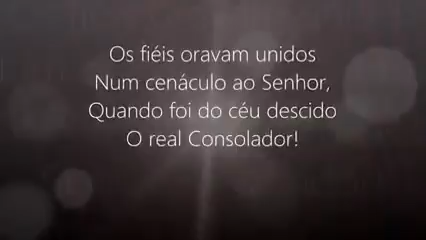 Os fiéis oravam unidos
Num cenáculo ao Senhor,
Quando foi do céu descido
O real Consolador!